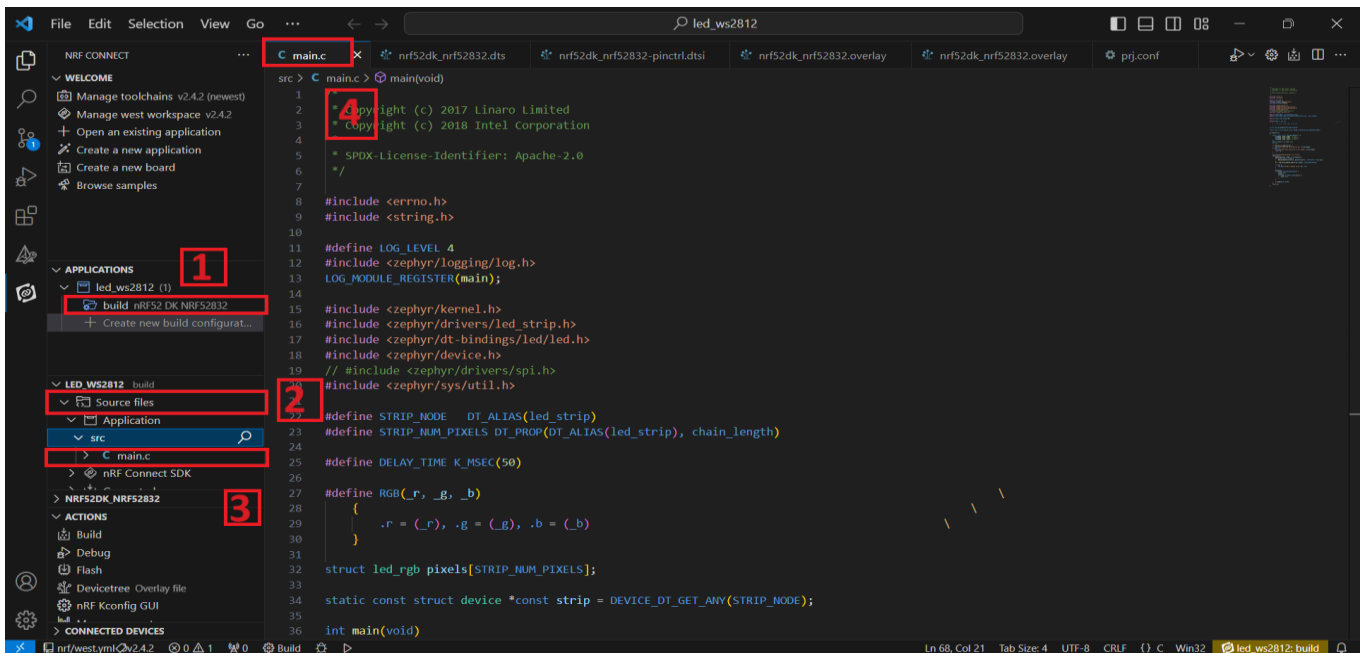 File Edit Selection View Go ... led_ws2812
NRF CONNECT ...
WELCOME
Manage toolchains v2.4.2 (newest)
Manage west workspace v2.4.2
Open an existing application
Create a new application
Create a new board
Browse samples
1
APPLICATIONS
led_ws2812 (1)
build nRF52 DK NRF52832
Create new build configurat...
LED_WS2812 build
Source files
2
Application
src
C main.c
nRF Connect SDK
NRF52DK_NRF52832
3
ACTIONS
Build
Debug
Flash
Devicetree Overlay file
nRF Kconfig GUI
CONNECTED DEVICES
C main.c nrf52dk_nrf52832.dts nrf52dk_nrf52832-pinctrl.dtsi nrf52dk_nrf52832.overlay nrf52dk_nrf52832.overlay prj.conf
src > C main.c > main(void)
4
1
2 * Copyright (c) 2017 Linaro Limited
3 * Copyright (c) 2018 Intel Corporation
4
5 * SPDX-License-Identifier: Apache-2.0
6 */
7
8 #include <errno.h>
9 #include <string.h>
10
11 #define LOG_LEVEL 4
12 #include <zephyr/logging/log.h>
13 LOG_MODULE_REGISTER(main);
14
15 #include <zephyr/kernel.h>
16 #include <zephyr/drivers/led_strip.h>
17 #include <zephyr/dt-bindings/led/led.h>
18 #include <zephyr/device.h>
19 // #include <zephyr/drivers/spi.h>
20 #include <zephyr/sys/util.h>
21
22 #define STRIP_NODE DT_ALIAS(led_strip)
23 #define STRIP_NUM_PIXELS DT_PROP(DT_ALIAS(led_strip), chain_length)
24
25 #define DELAY_TIME K_MSEC(50)
26
27 #define RGB(_r, _g, _b) \
28 { \
29 .r = (_r), .g = (_g), .b = (_b) \
30 }
31
32 struct led_rgb pixels[STRIP_NUM_PIXELS];
33
34 static const struct device *const strip = DEVICE_DT_GET_ANY(STRIP_NODE);
35
36 int main(void)
nrf/west.yml v2.4.2 0 1 0 Build Ln 68, Col 21 Tab Size: 4 UTF-8 CRLF {} C Win32 led_ws2812: build